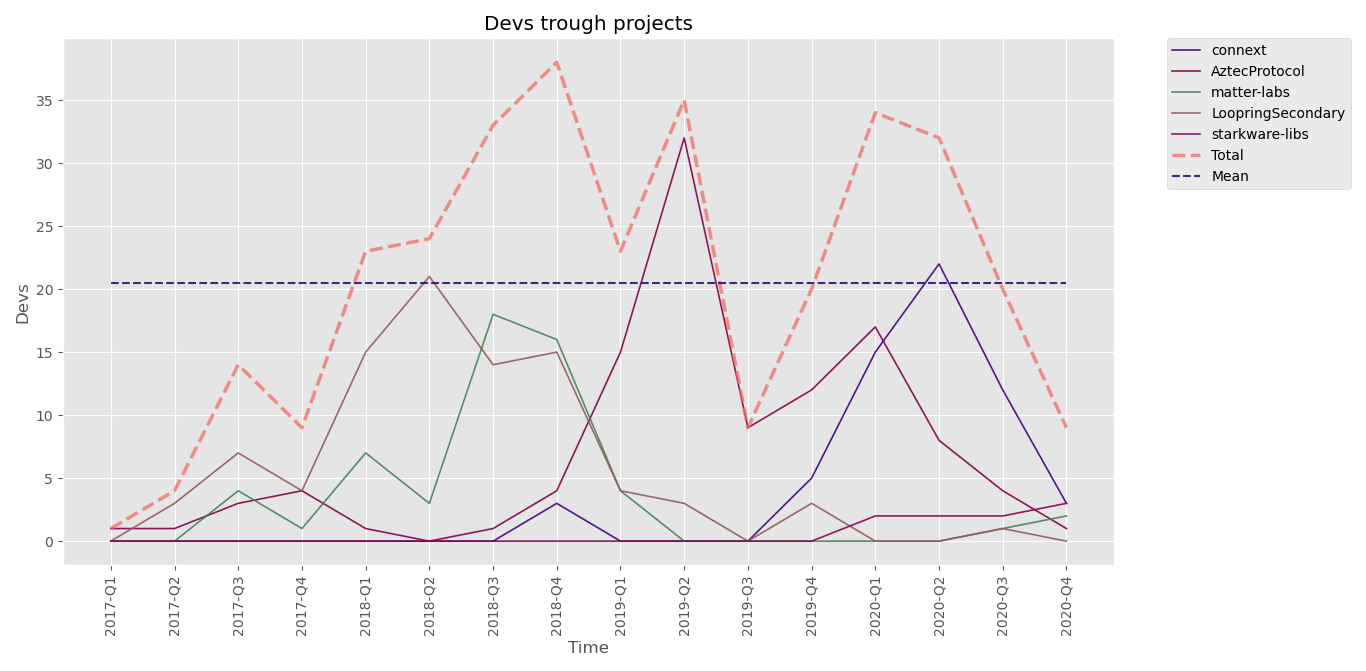 Devs trough projects
connext
AztecProtocol
matter-labs
LoopringSecondary
starkware-libs
Total
Mean
Devs
35
30
25
20
15
10
5
0
2017-Q1
2017-Q2
2017-Q3
2017-Q4
2018-Q1
2018-Q2
2018-Q3
2018-Q4
2019-Q1
2019-Q2
2019-Q3
2019-Q4
2020-Q1
2020-Q2
2020-Q3
2020-Q4
Time